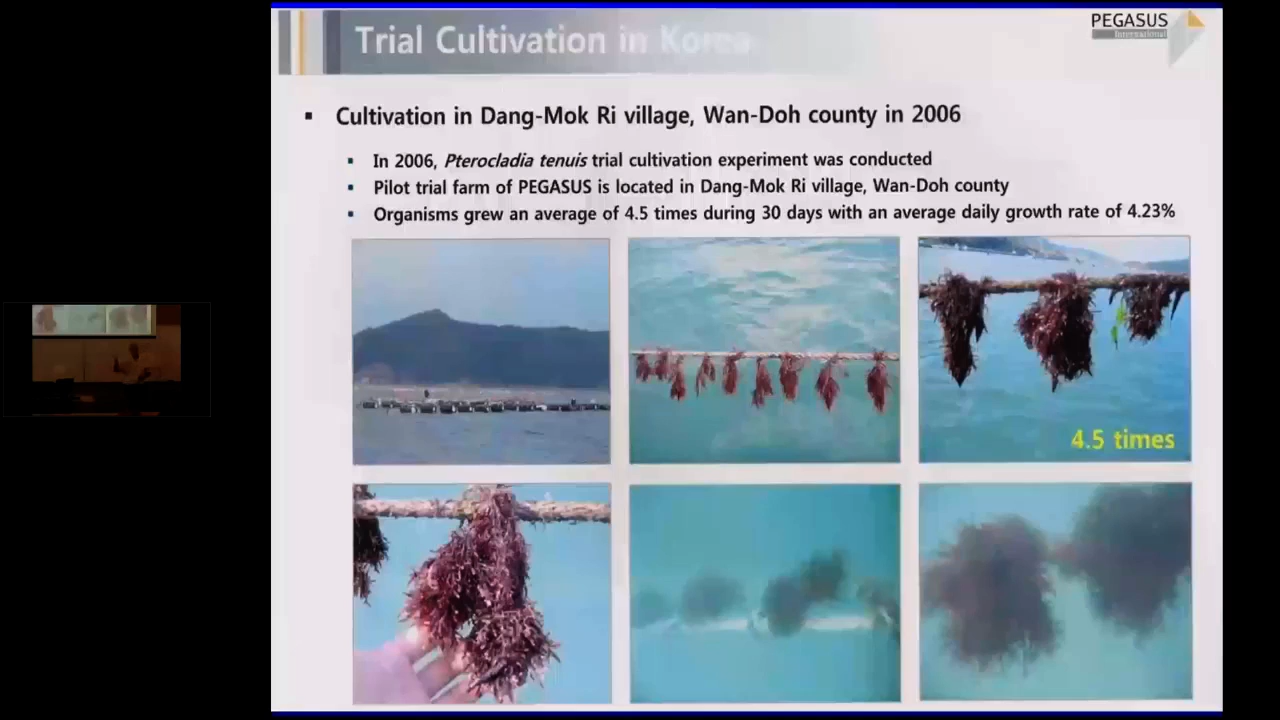 Trial Cultivation in Korea
PEGASUS
International
Cultivation in Dang-Mok Ri village, Wan-Doh county in 2006
In 2006, Pterocladia tenuis trial cultivation experiment was conducted
Pilot trial farm of PEGASUS is located in Dang-Mok Ri village, Wan-Doh county
Organisms grew an average of 4.5 times during 30 days with an average daily growth rate of 4.23%
4.5 times